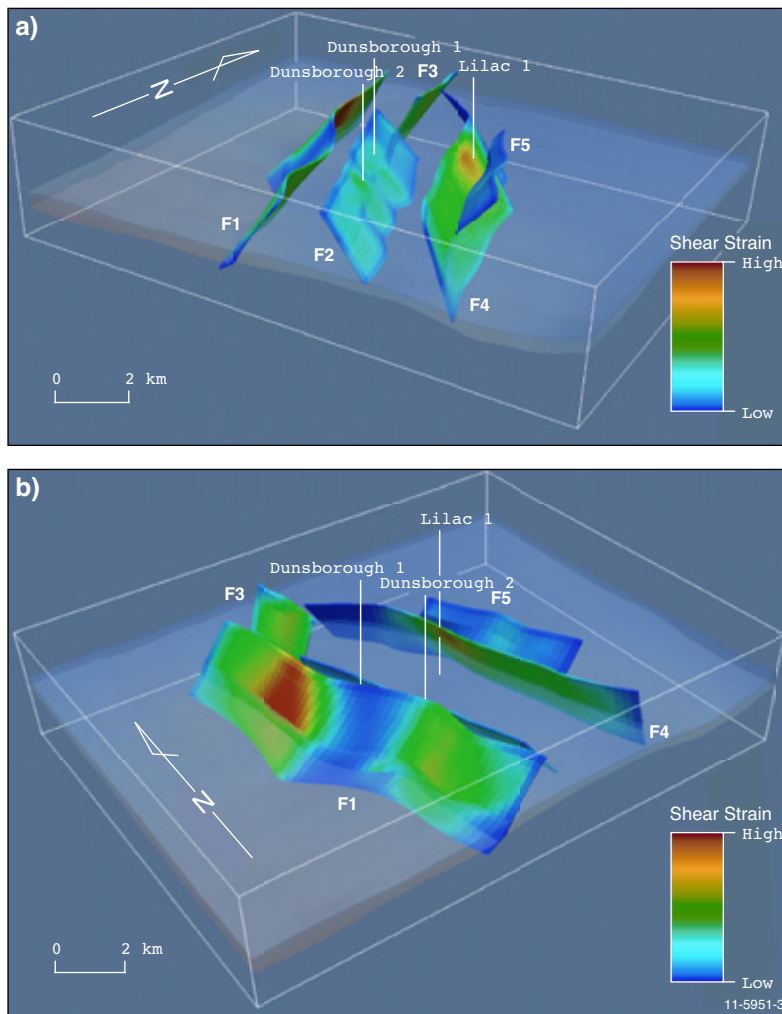 a)
Dunsborough 1
Dunsborough 2
F3
Lilac 1
N
F5
F1
F2
F4
Shear Strain
High
Low
0 2 km
b)
Lilac 1
Dunsborough 1
Dunsborough 2
F3
F5
F4
N
F1
Shear Strain
High
Low
0 2 km
11-5951-3